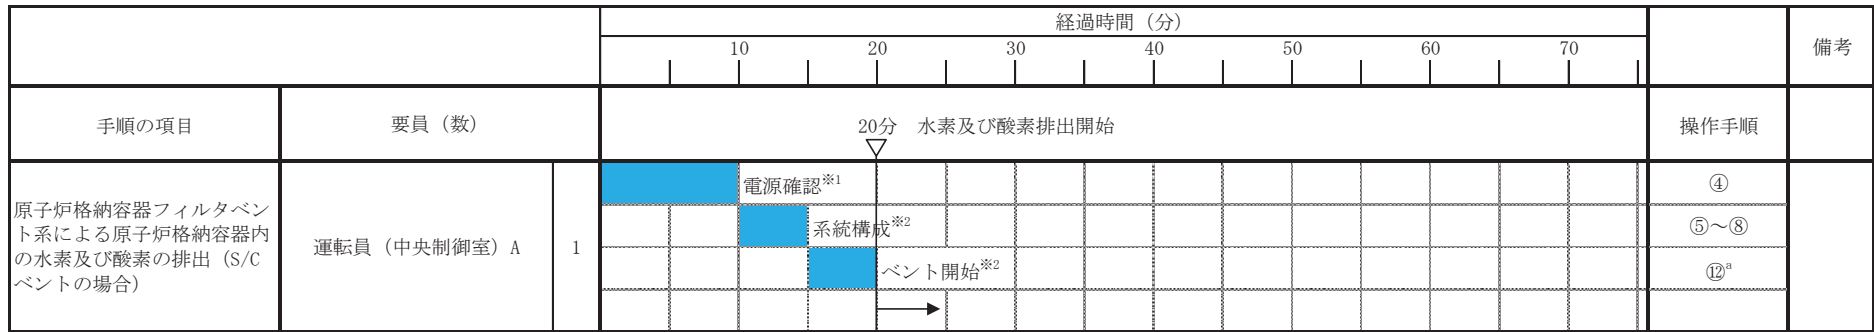 経過時間（分）
10 20 30 40 50 60 70
備考
手順の項目
要員（数）
20分　水素及び酸素排出開始
操作手順
原子炉格納容器フィルタベン
ト系による原子炉格納容器内
の水素及び酸素の排出（S/C
ベントの場合）
運転員（中央制御室）A
1
電源確認※1
④
系統構成※2
⑤～⑧
ベント開始※2
⑫a